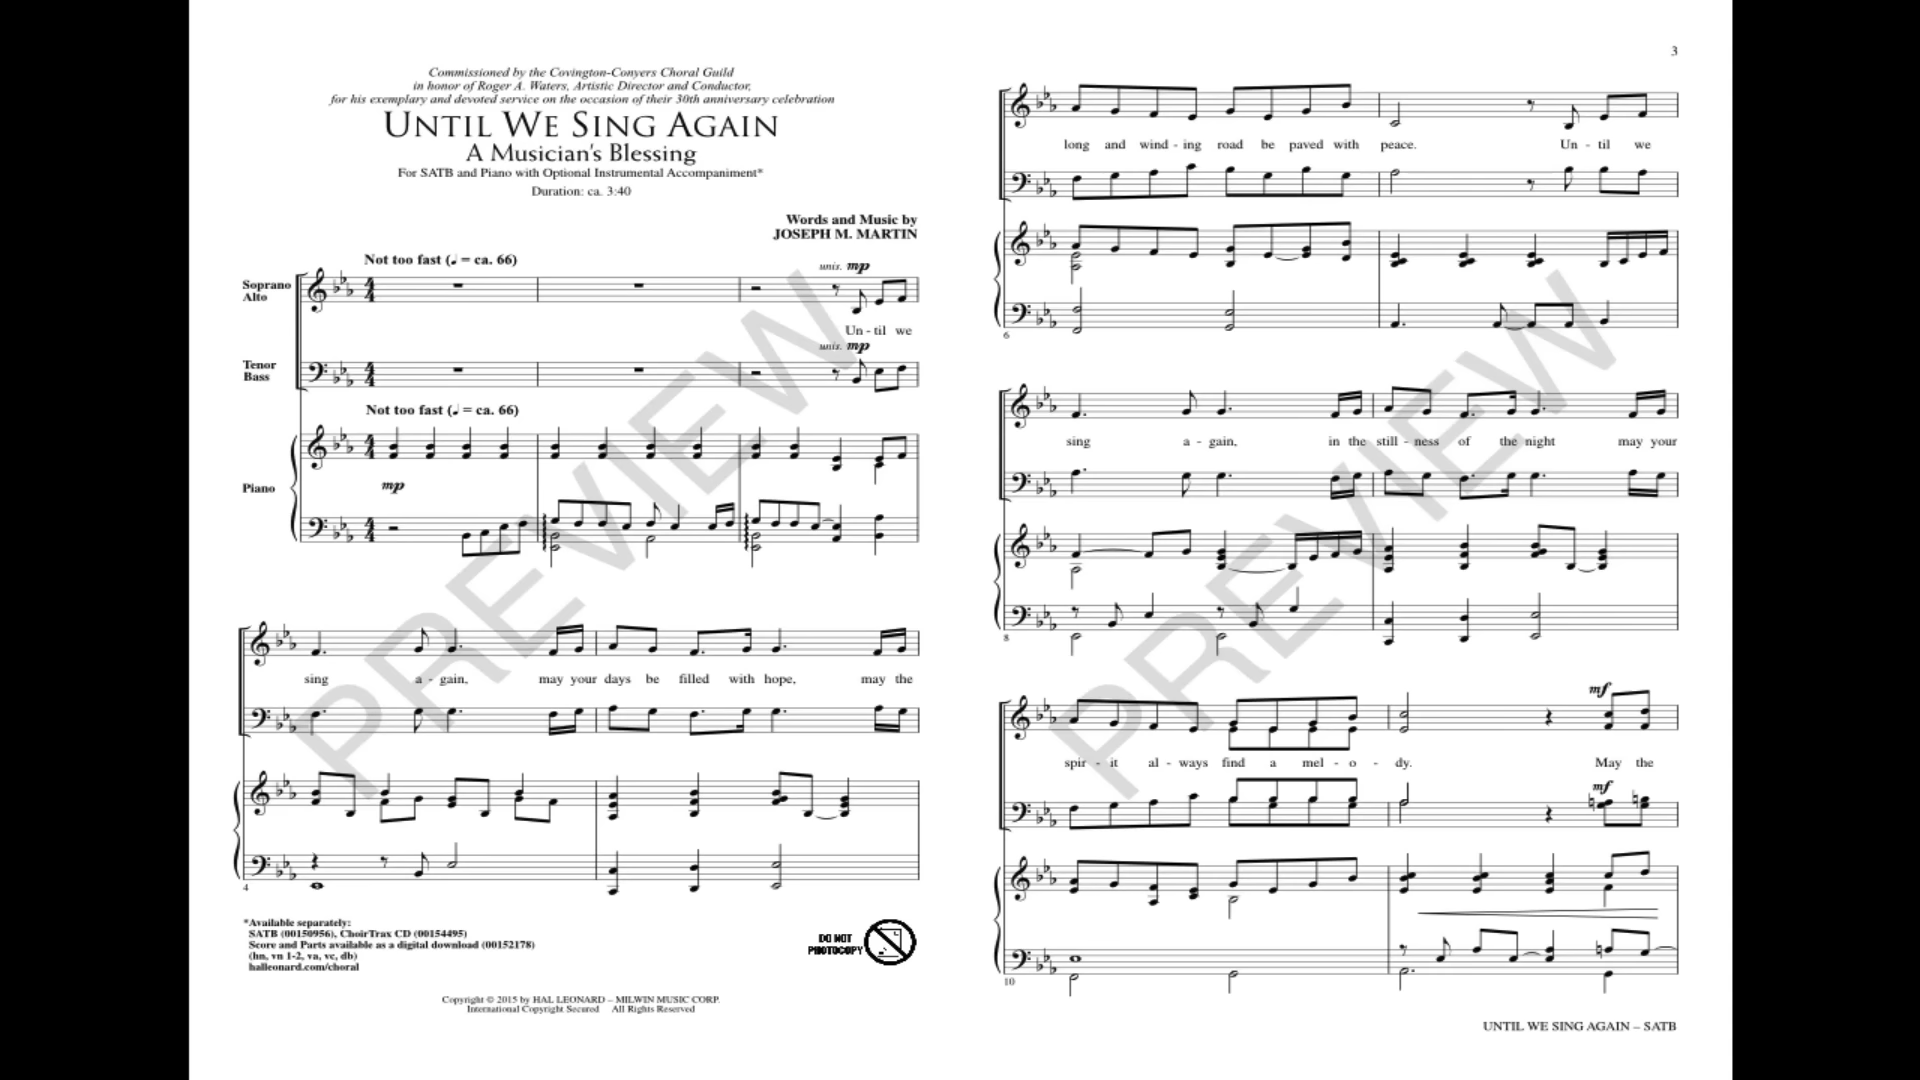 Commissioned by the Covington-Conyers Choral Guild
in honor of Roger A. Waters, Artistic Director and Conductor,
for his exemplary and devoted service on the occasion of their 30th anniversary celebration
UNTIL WE SING AGAIN
A Musician's Blessing
For SATB and Piano with Optional Instrumental Accompaniment*
Duration: ca. 3:40
Words and Music by
JOSEPH M. MARTIN
Not too fast (♩ = ca. 66)
unis. mp
Soprano
Alto
Un - til we
unis. mp
Tenor
Bass
Not too fast (♩ = ca. 66)
mp
Piano
sing a - gain, may your days be filled with hope, may the
4
*Available separately:
SATB (00150956), ChoirTrax CD (00154495)
Score and Parts available as a digital download (00152178)
(hn, vn 1-2, va, vc, db)
halleonard.com/choral
DO NOT
PHOTOCOPY
Copyright © 2015 by HAL LEONARD – MILWIN MUSIC CORP.
International Copyright Secured All Rights Reserved
PREVIEW
3
long and wind - ing road be paved with peace. Un - til we
6
sing a - gain, in the still - ness of the night may your
8
mf
spir - it al - ways find a mel - o - dy. May the
mf
10
UNTIL WE SING AGAIN – SATB
PREVIEW